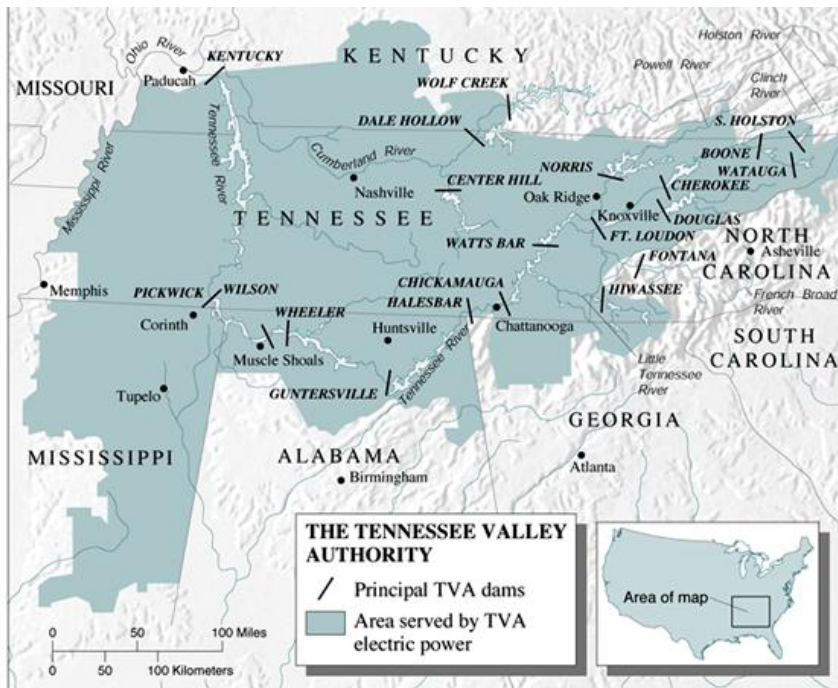 Ohio River
KENTUCKY
KENTUCKY
Holston River
Powell River
Clinch River
MISSOURI
Paducah
WOLF CREEK
DALE HOLLOW
S. HOLSTON
BOONE
WATAUGA
Tennessee River
Cumberland River
Mississippi River
Nashville
CENTER HILL
NORRIS
Oak Ridge
Knoxville
CHEROKEE
DOUGLAS
TENNESSEE
FT. LOUDON
WATTS BAR
FONTANA
NORTH
CAROLINA
Asheville
Memphis
PICKWICK
WILSON
CHICKAMAUGA
HALESBAR
HIWASSEE
French Broad
River
Corinth
WHEELER
Huntsville
Chattanooga
SOUTH
CAROLINA
Muscle Shoals
Tennessee River
Little
Tennessee
River
Tupelo
GUNTERSVILLE
GEORGIA
MISSISSIPPI
ALABAMA
Birmingham
Atlanta
THE TENNESSEE VALLEY
AUTHORITY
Principal TVA dams
Area served by TVA
electric power
Area of map
0 50 100 Miles
0 50 100 Kilometers